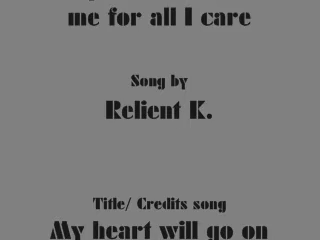 me for all I care
Song by
Relient K.
Title/ Credits song
My heart will go on